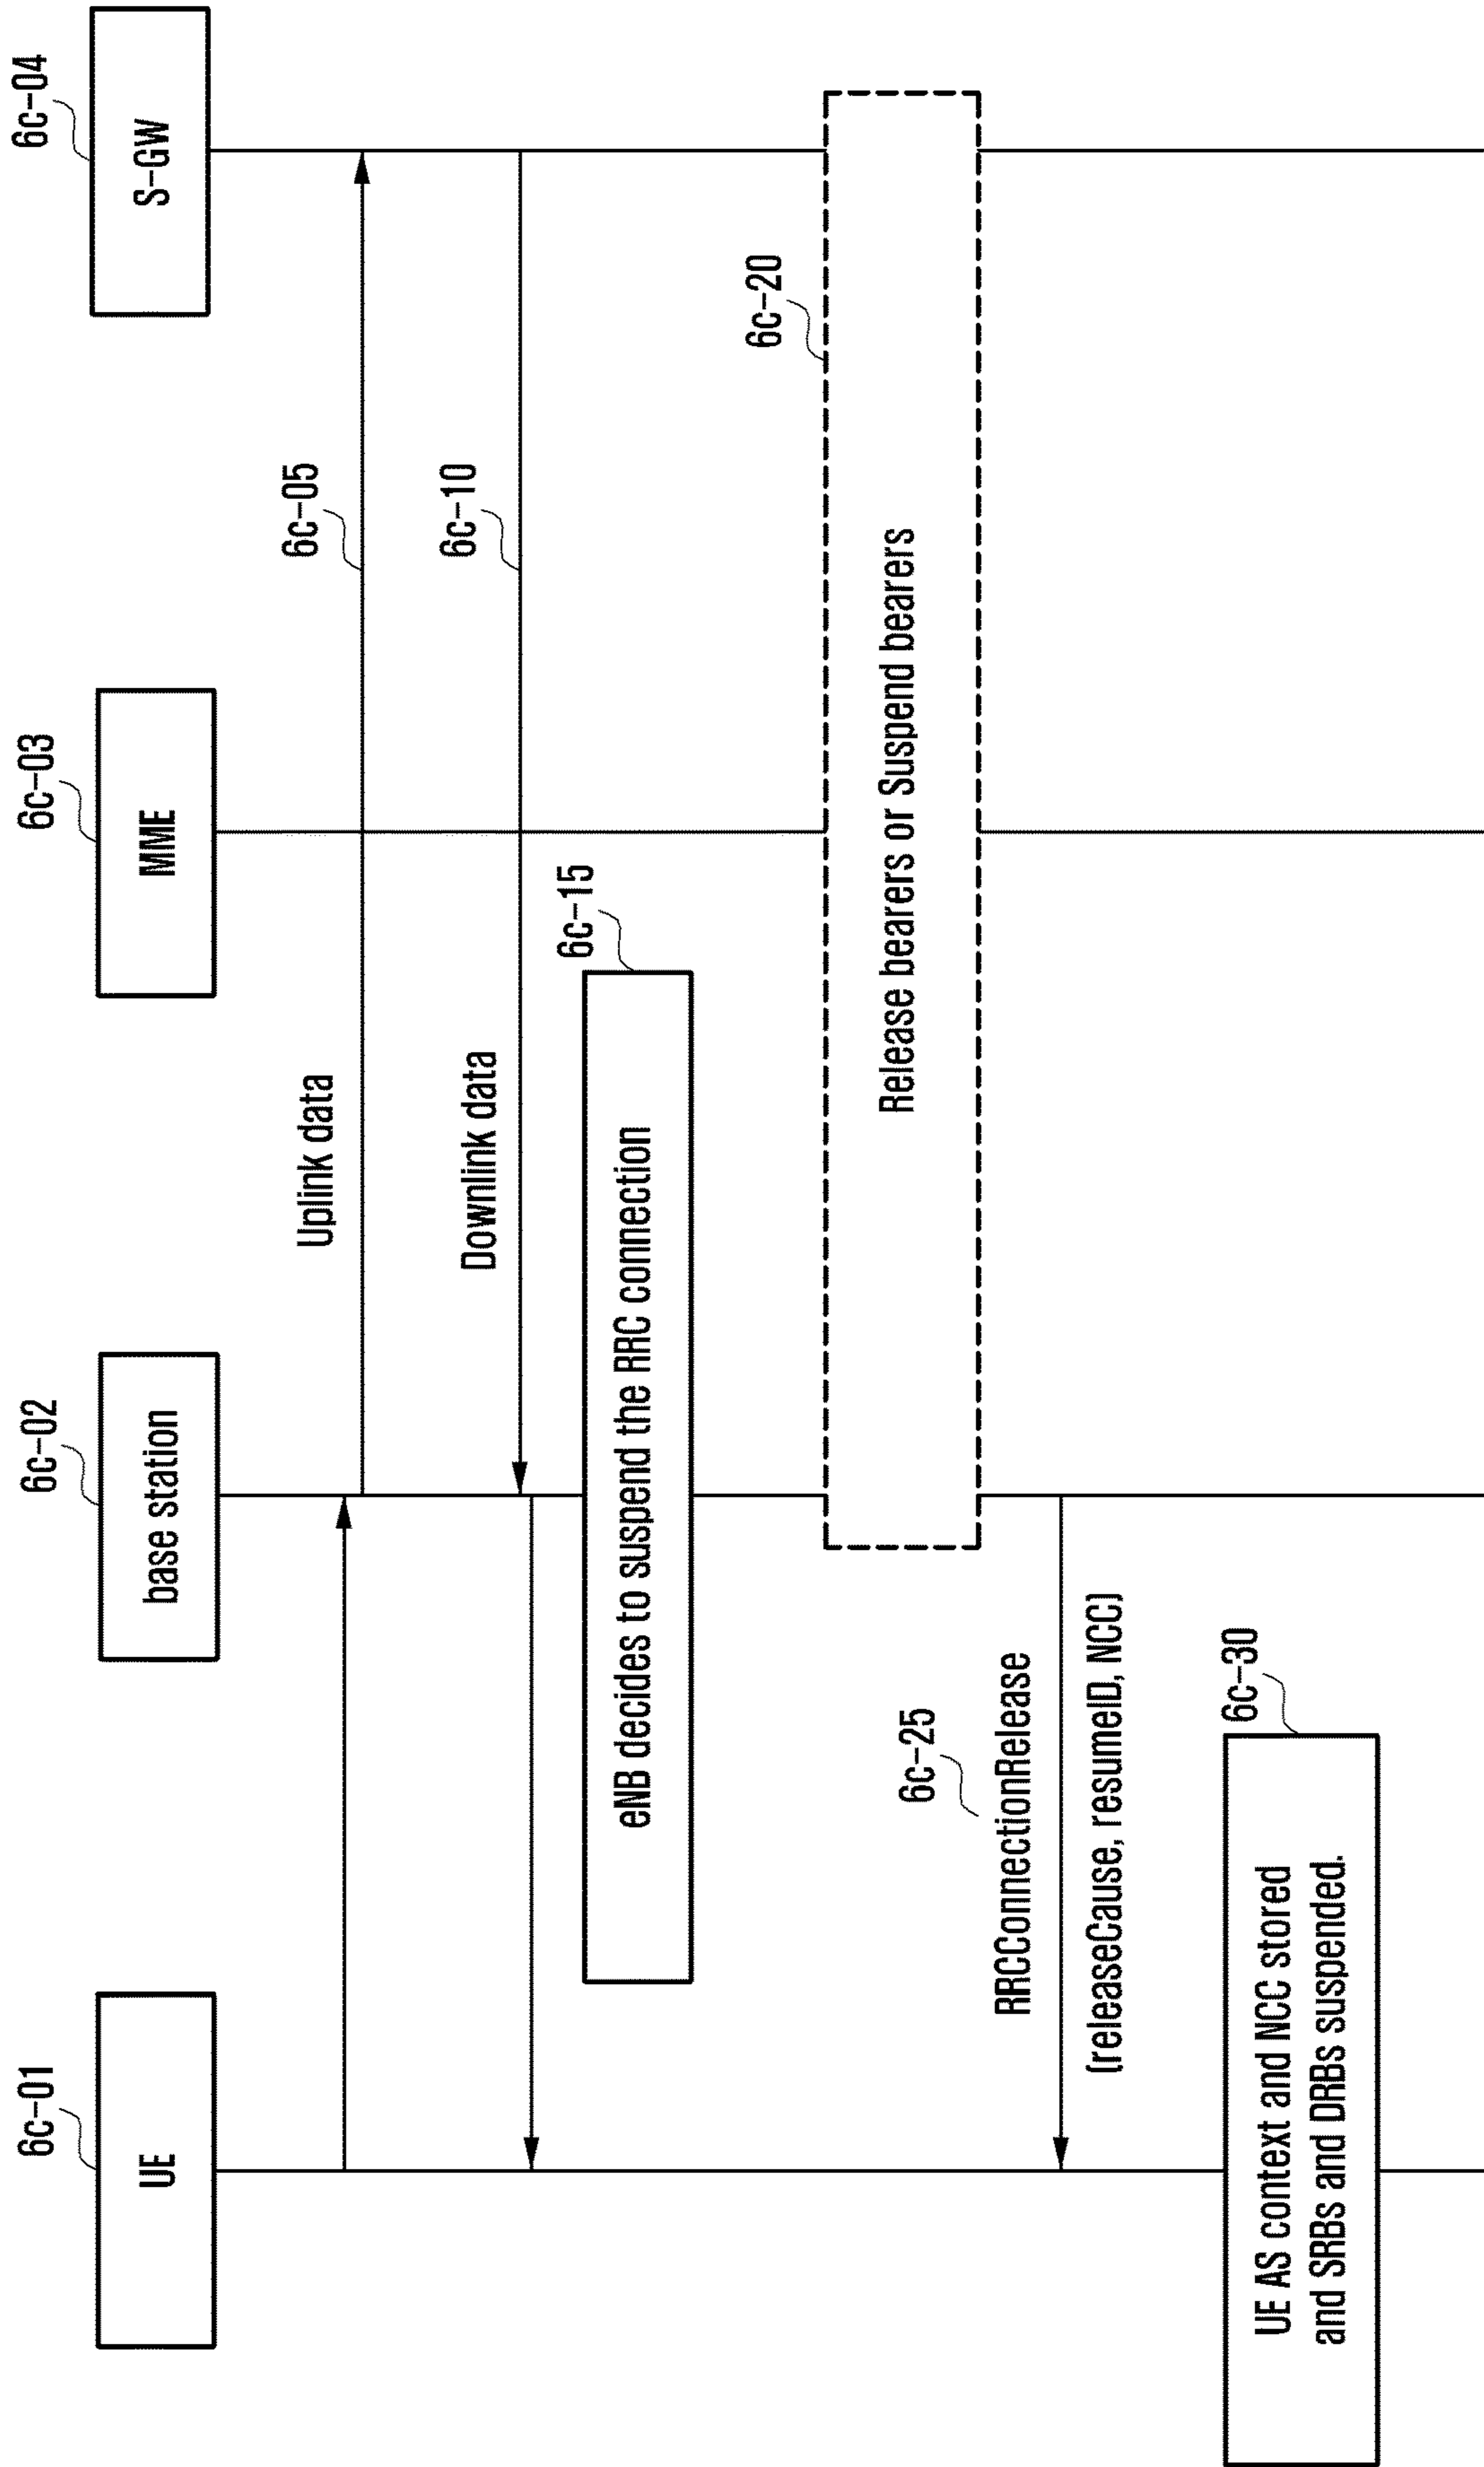 6c-01
6c-02
6c-03
6c-04
UE
base station
MME
S-GW
6c-05
Uplink data
6c-10
Downlink data
6c-15
eNB decides to suspend the RRC connection
6c-20
Release bearers or Suspend bearers
6c-25
RRCConnectionRelease
(releaseCause, resumeID, NCC)
6c-30
UE AS context and NCC stored
and SRBs and DRBs suspended.